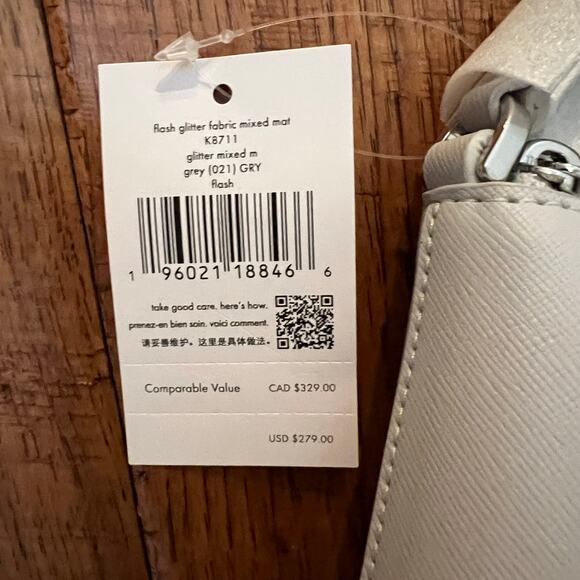 flash glitter fabric mixed mat
K8711
glitter mixed m
grey (021) GRY
flash
1 96021 18846 6
take good care. here's how.
prenez-en bien soin. voici comment.
请妥善维护。这里是具体做法。
Comparable Value CAD $329.00
USD $279.00